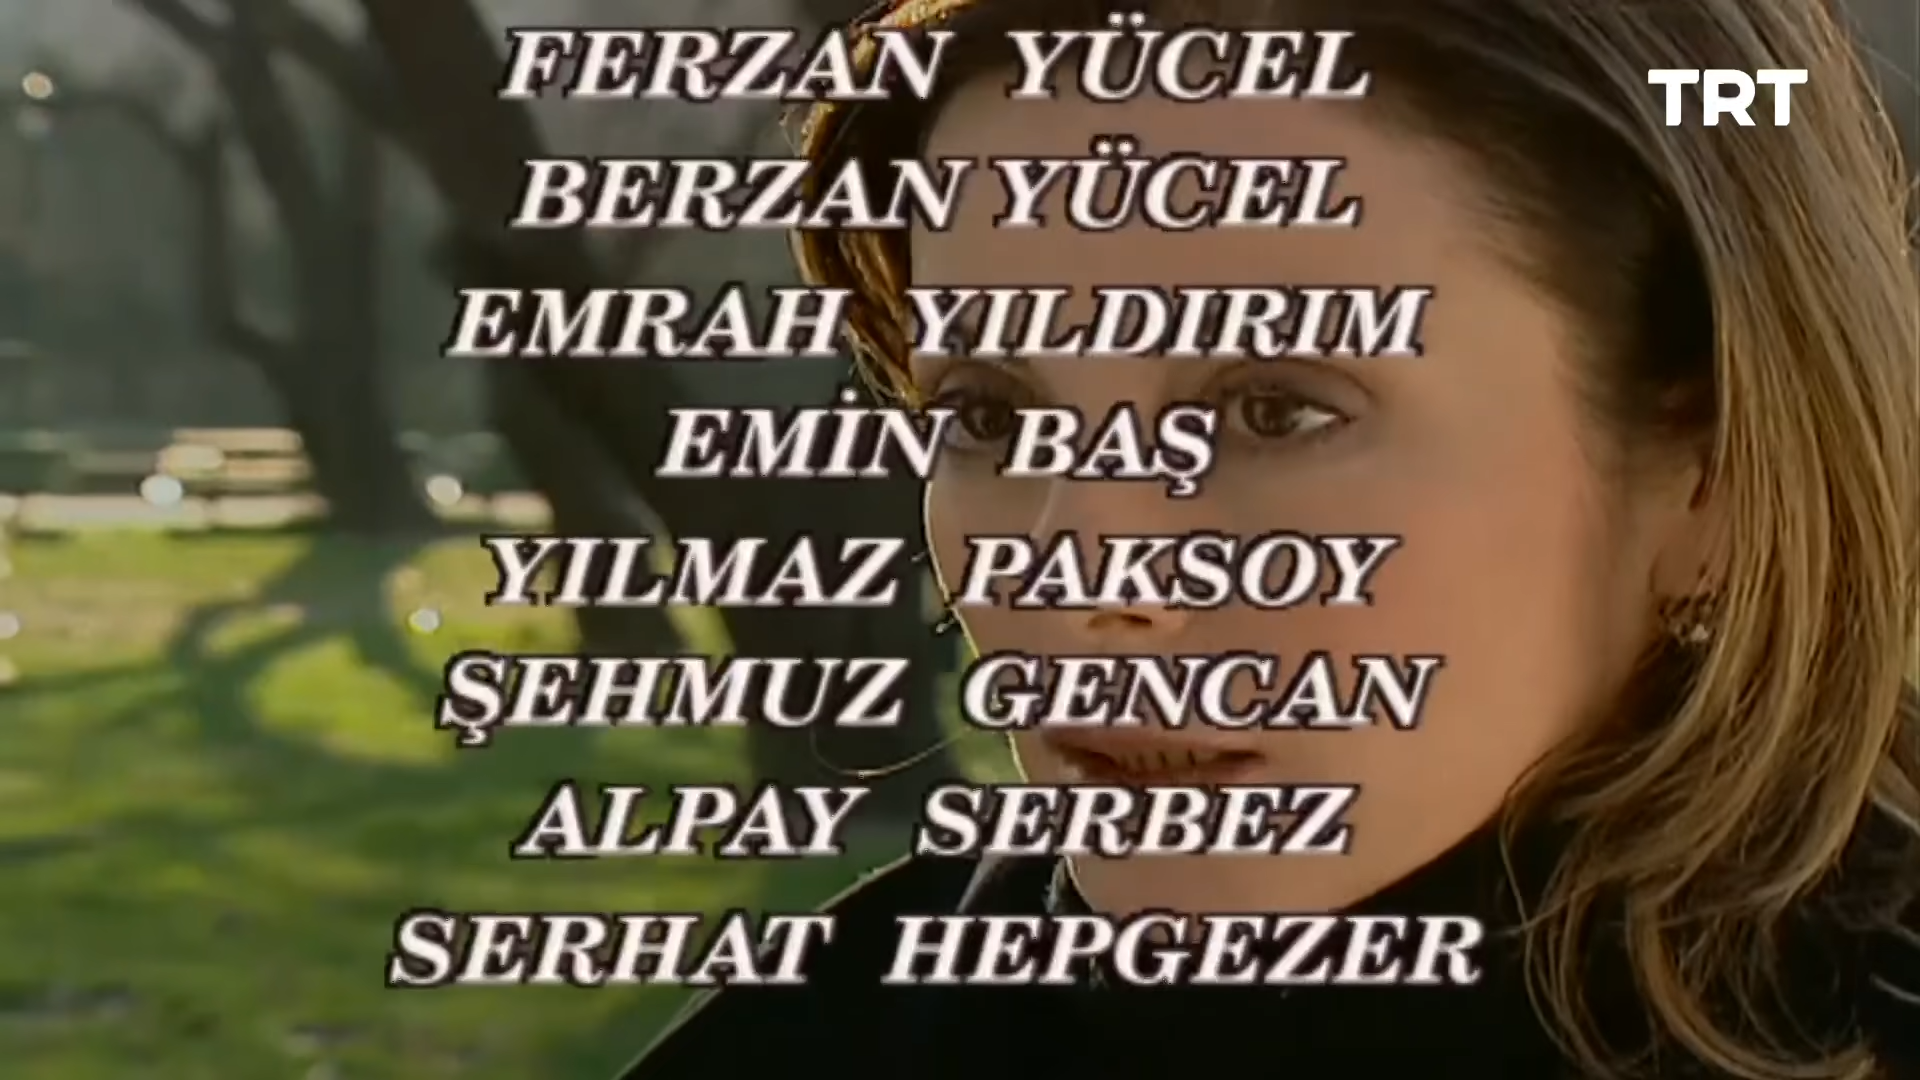 FERZAN YÜCEL
TRT
BERZAN YÜCEL
EMRAH YILDIRIM
EMİN BAŞ
YILMAZ PAKSOY
ŞEHMUZ GENCAN
ALPAY SERBEZ
SERHAT HEPGEZER